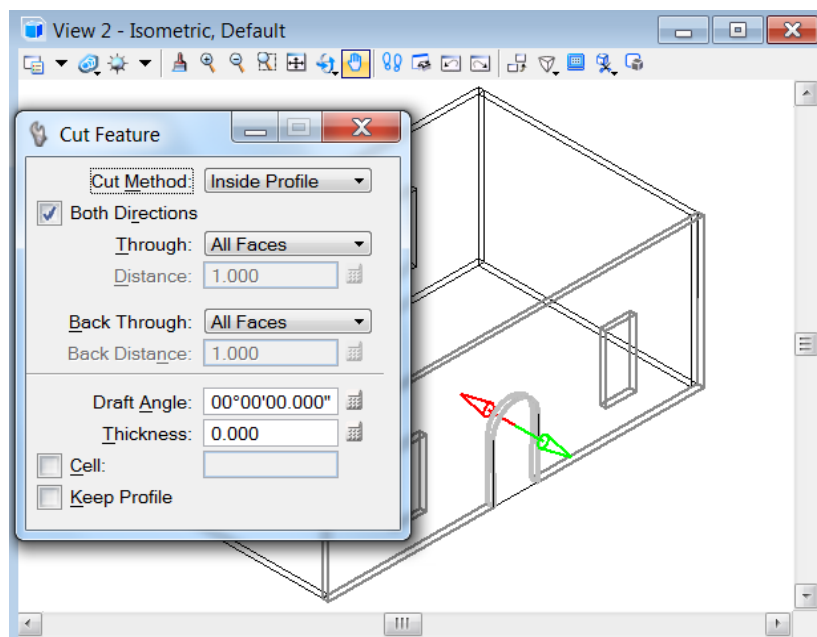 View 2 - Isometric, Default
Cut Feature
Cut Method: Inside Profile
Both Directions
Through: All Faces
Distance: 1.000
Back Through: All Faces
Back Distance: 1.000
Draft Angle: 00°00'00.000"
Thickness: 0.000
Cell:
Keep Profile